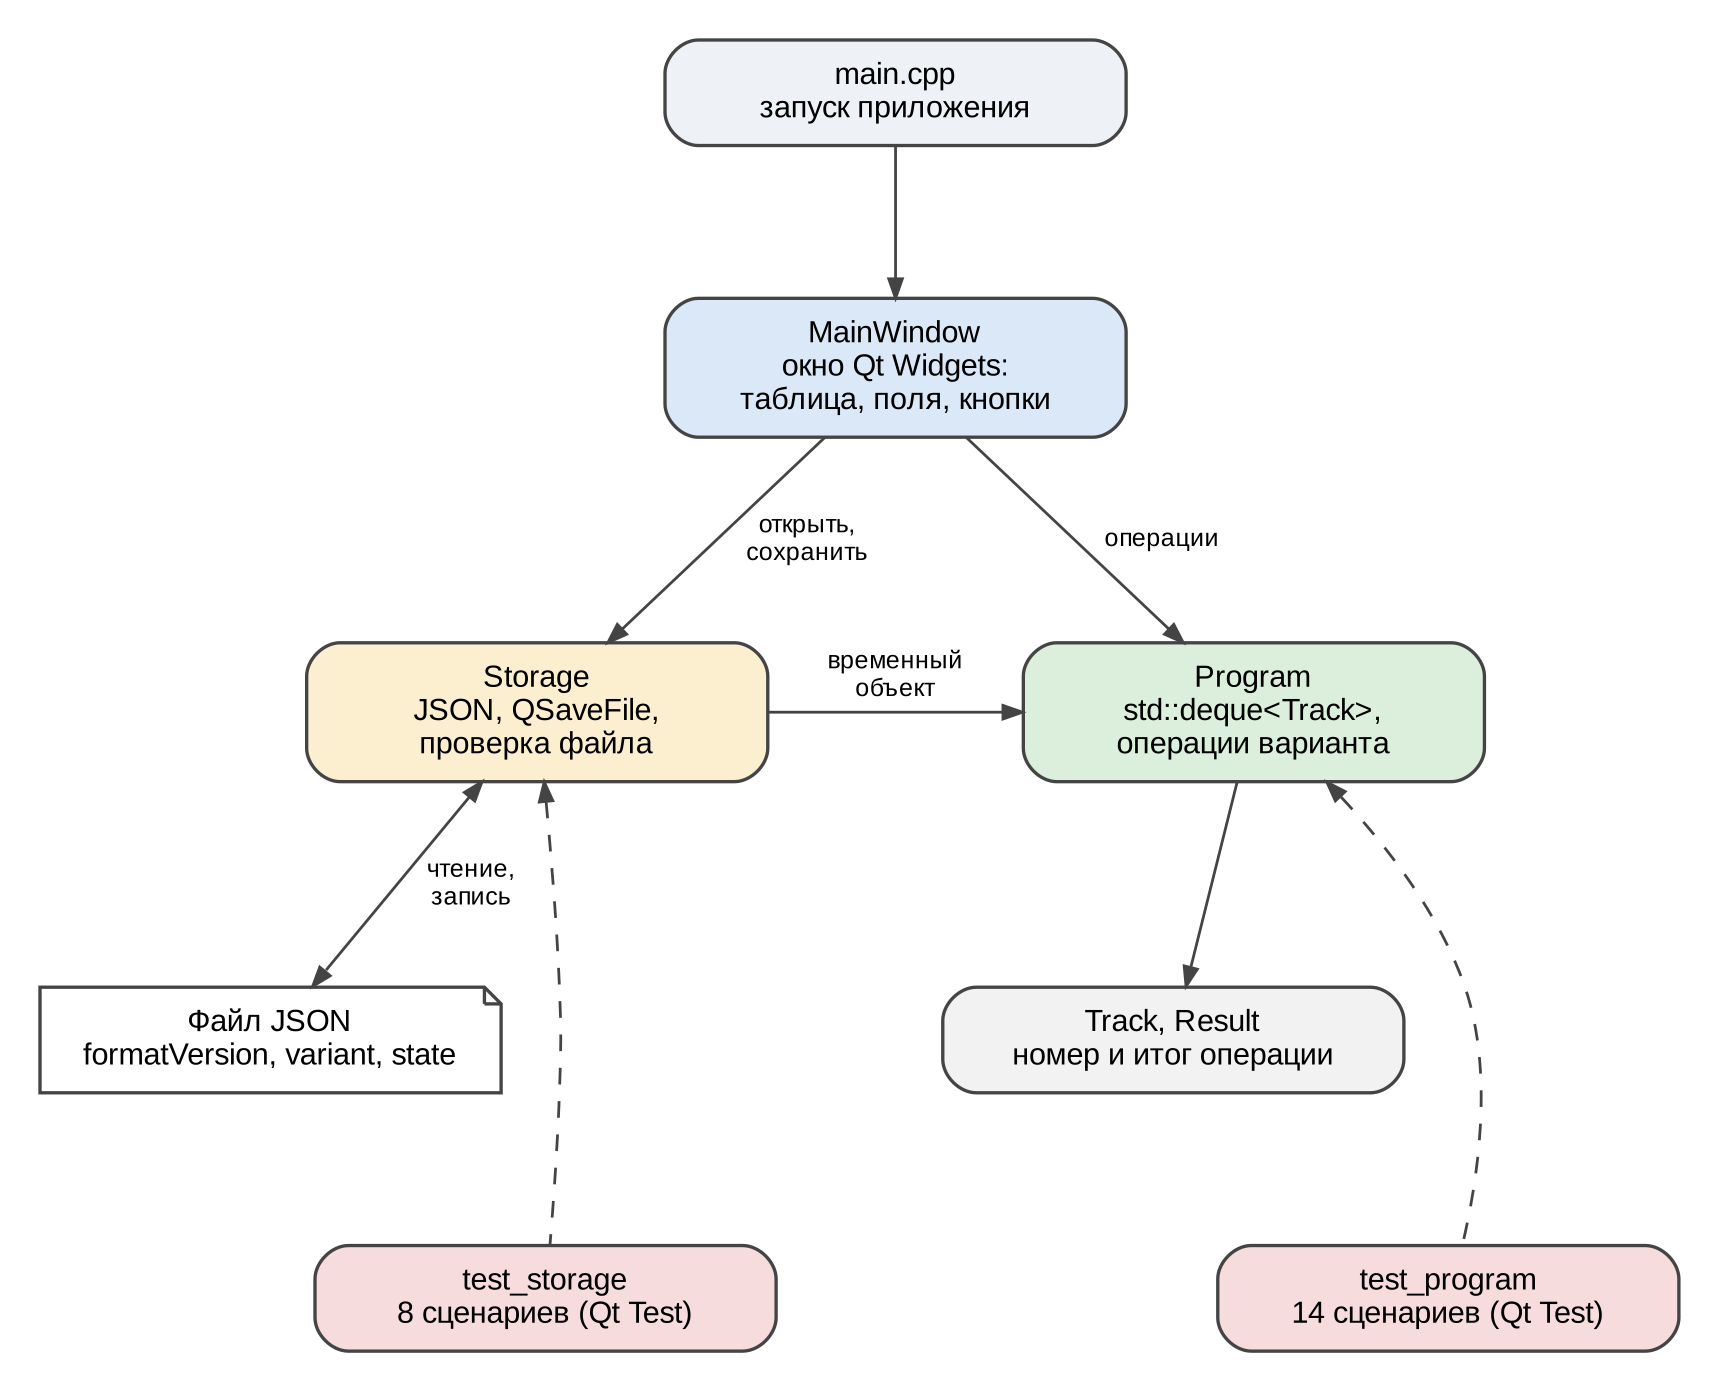 main.cpp
запуск приложения
MainWindow
окно Qt Widgets:
таблица, поля, кнопки
открыть,
сохранить
операции
Storage
JSON, QSaveFile,
проверка файла
временный
объект
Program
std::deque<Track>,
операции варианта
чтение,
запись
Файл JSON
formatVersion, variant, state
Track, Result
номер и итог операции
test_storage
8 сценариев (Qt Test)
test_program
14 сценариев (Qt Test)